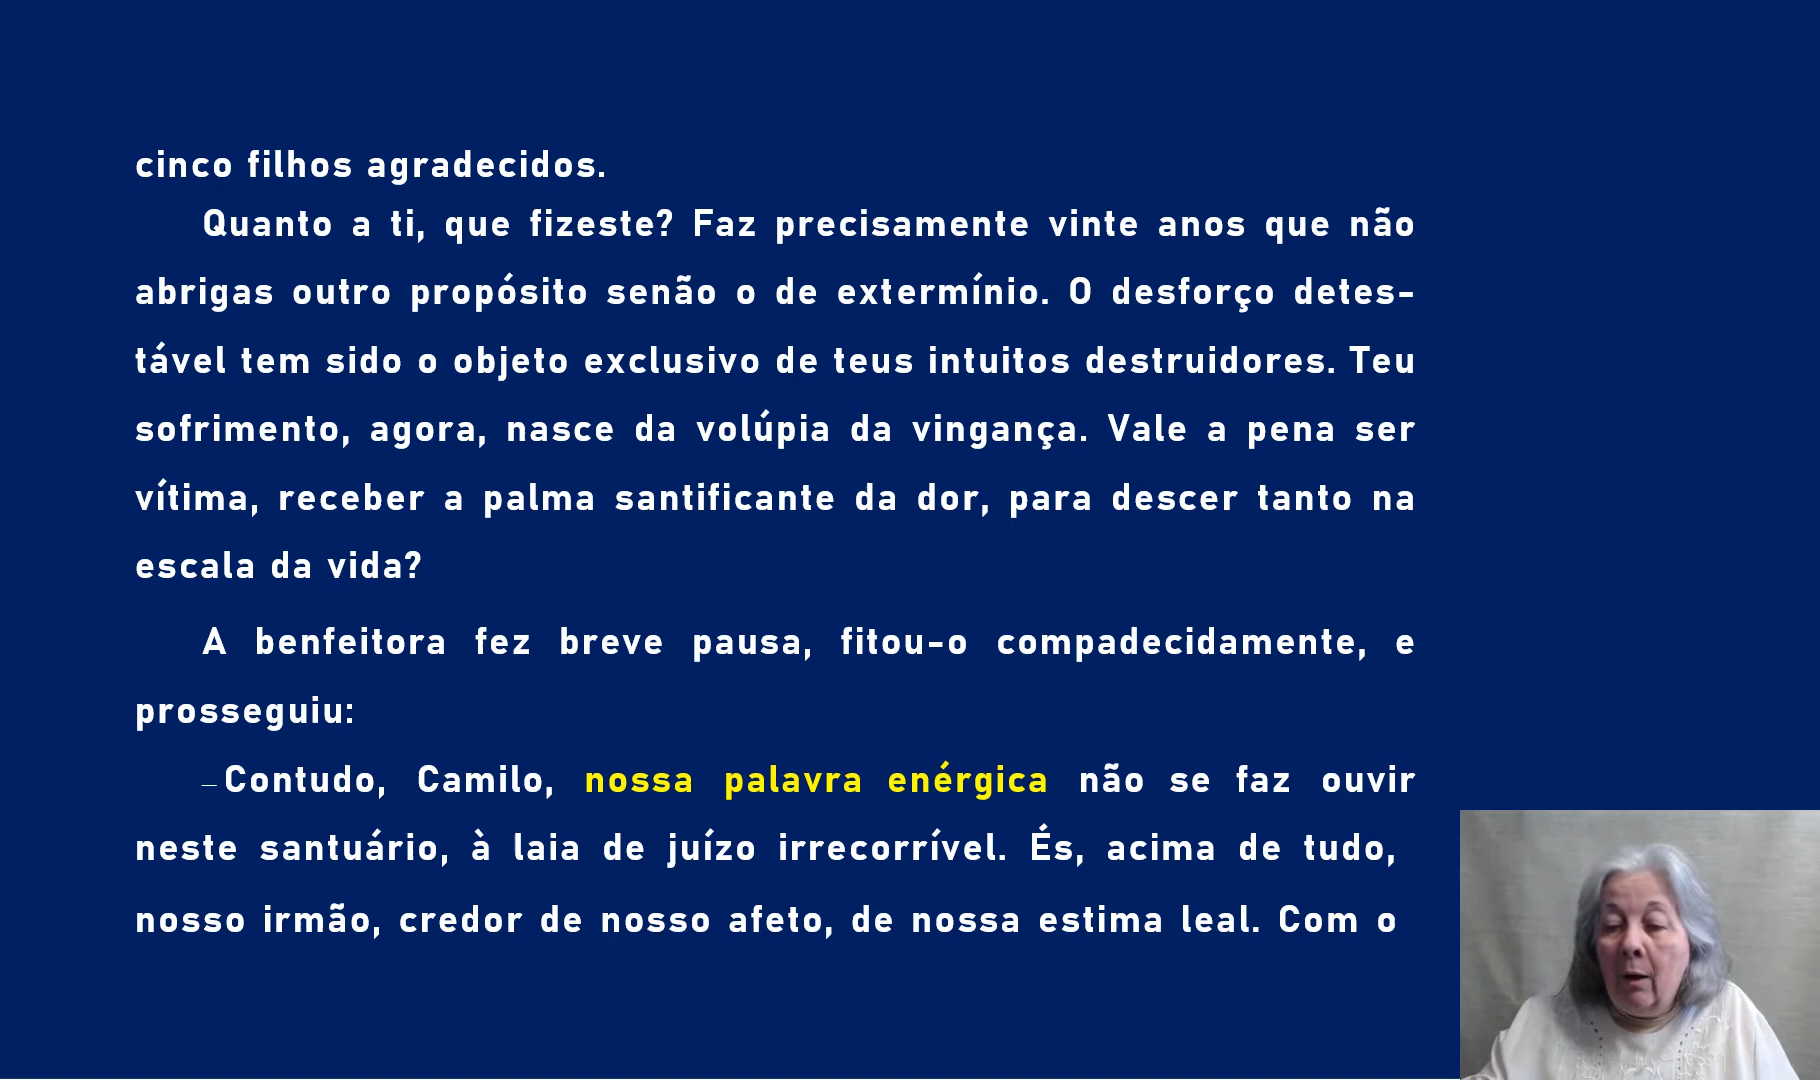 cinco filhos agradecidos.
Quanto a ti, que fizeste? Faz precisamente vinte anos que não
abrigas outro propósito senão o de extermínio. O desforço detes-
tável tem sido o objeto exclusivo de teus intuitos destruidores. Teu
sofrimento, agora, nasce da volúpia da vingança. Vale a pena ser
vítima, receber a palma santificante da dor, para descer tanto na
escala da vida?
A benfeitora fez breve pausa, fitou-o compadecidamente, e
prosseguiu:
–Contudo, Camilo, nossa palavra enérgica não se faz ouvir
neste santuário, à laia de juízo irrecorrível. És, acima de tudo,
nosso irmão, credor de nosso afeto, de nossa estima leal. Com o